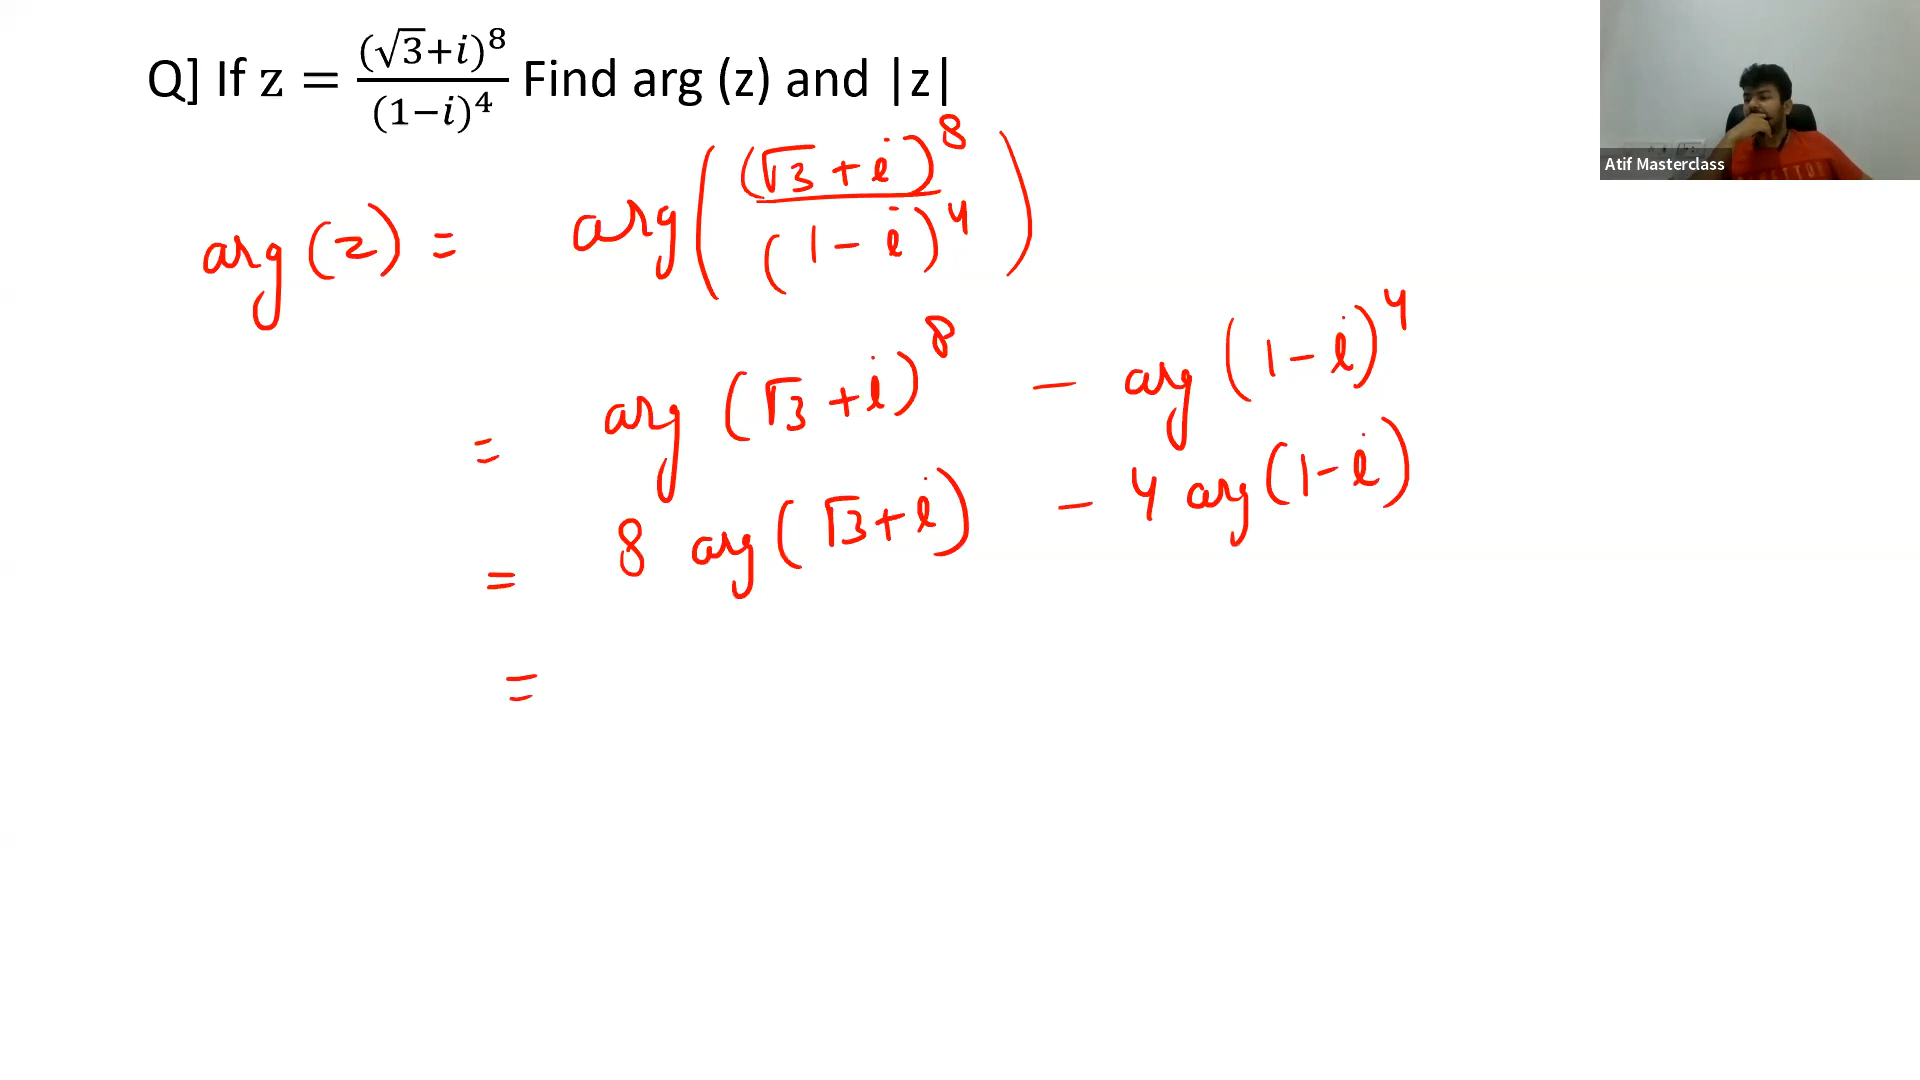 Q] If z = (√3+i)^8/(1−i)^4 Find arg (z) and |z|
Atif Masterclass
arg (z) = arg((√3+i)^8/(1−i)^4)
= arg (√3+i)^8 − arg (1−i)^4
= 8 arg(√3+i) − 4 arg(1−i)
=